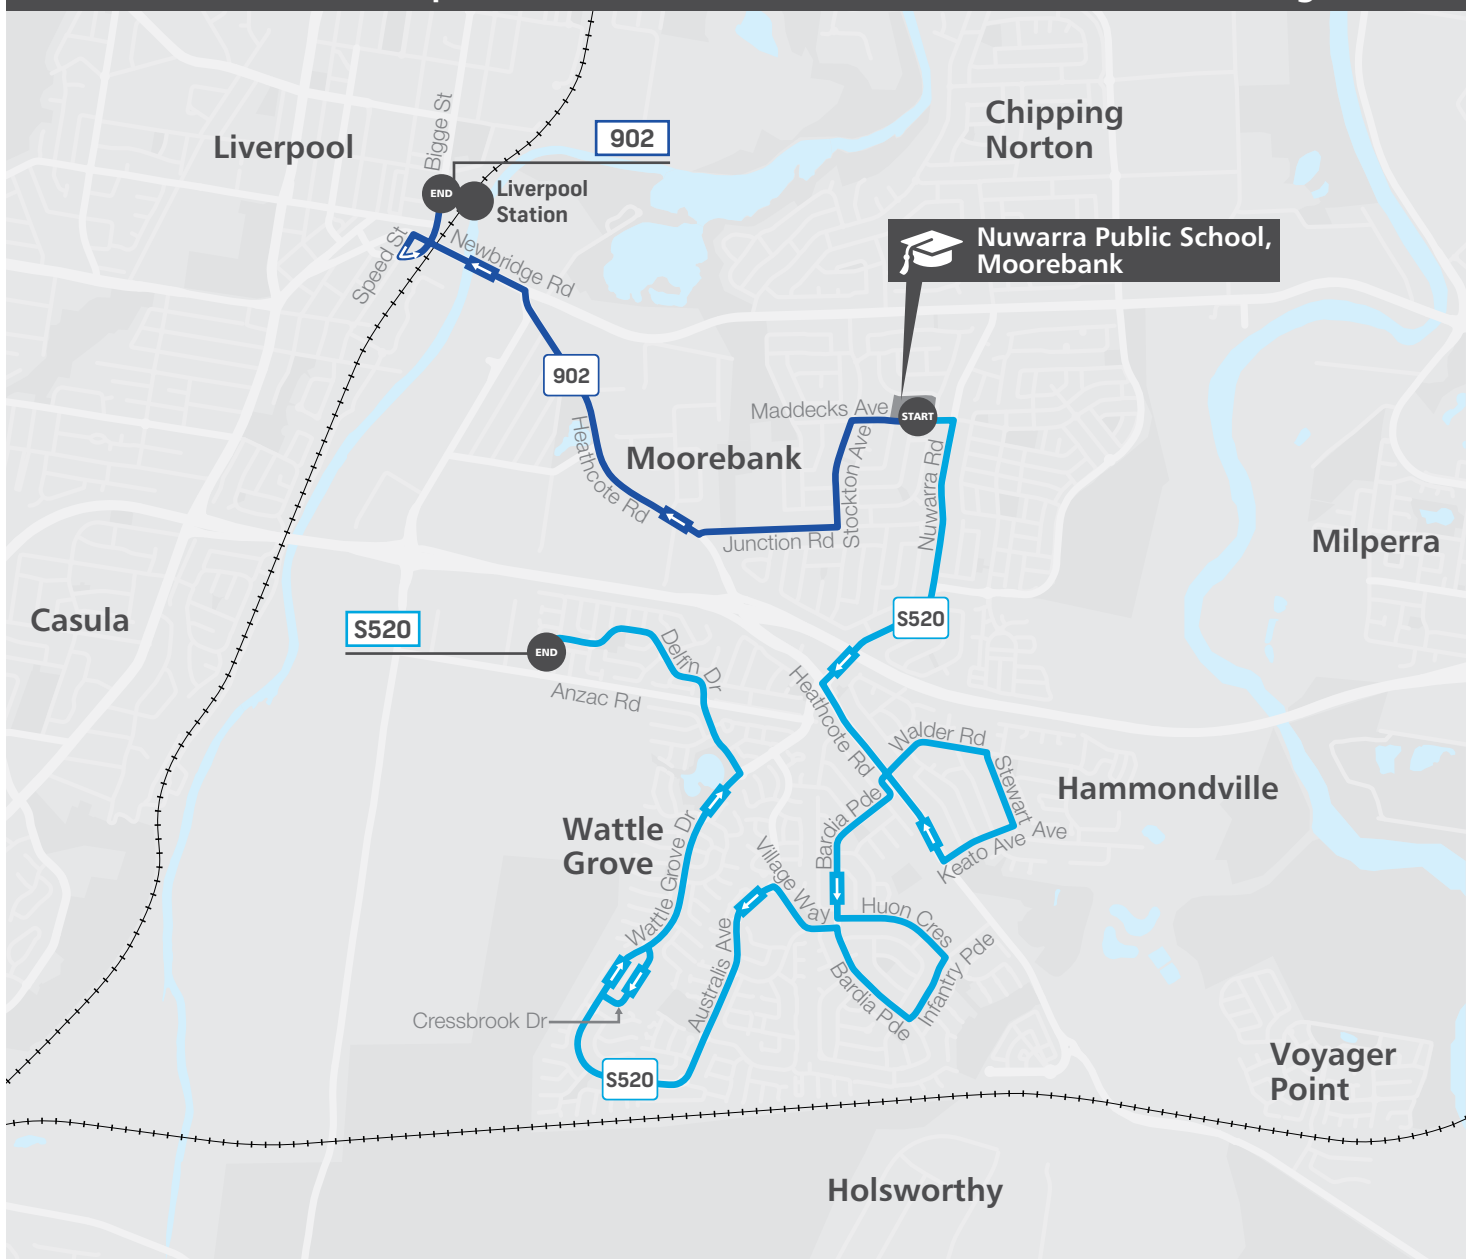 Bigge St
Chipping
Norton
Liverpool
902
END
Liverpool
Station
Speed St
Newbridge Rd
Nuwarra Public School,
Moorebank
902
Maddecks Ave
START
Heathcote Rd
Moorebank
Stockton Ave
Nuwarra Rd
Junction Rd
Milperra
Casula
S520
S520
END
Delfin Dr
Anzac Rd
Heathcote Rd
Walder Rd
Stewart Ave
Hammondville
Keato Ave
Wattle
Grove
Wattle Grove Dr
Village Way
Bardia Pde
Huon Cres
Infantry Pde
Bardia Pde
Australis Ave
Cressbrook Dr
S520
Voyager
Point
Holsworthy